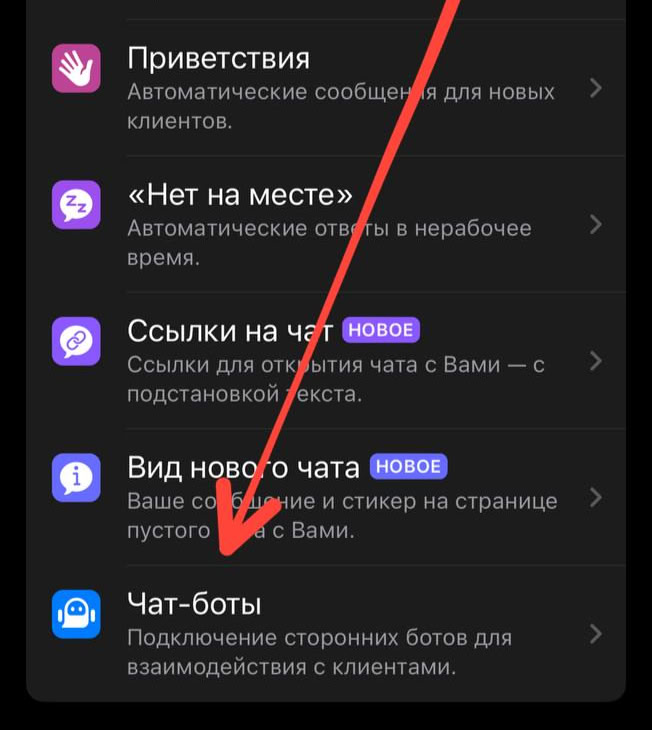 Приветствия
Автоматические сообщения для новых
клиентов.
«Нет на месте»
Автоматические ответы в нерабочее
время.
Ссылки на чат НОВОЕ
Ссылки для открытия чата с Вами — с
подстановкой текста.
Вид нового чата НОВОЕ
Ваше сообщение и стикер на странице
пустого чата с Вами.
Чат-боты
Подключение сторонних ботов для
взаимодействия с клиентами.